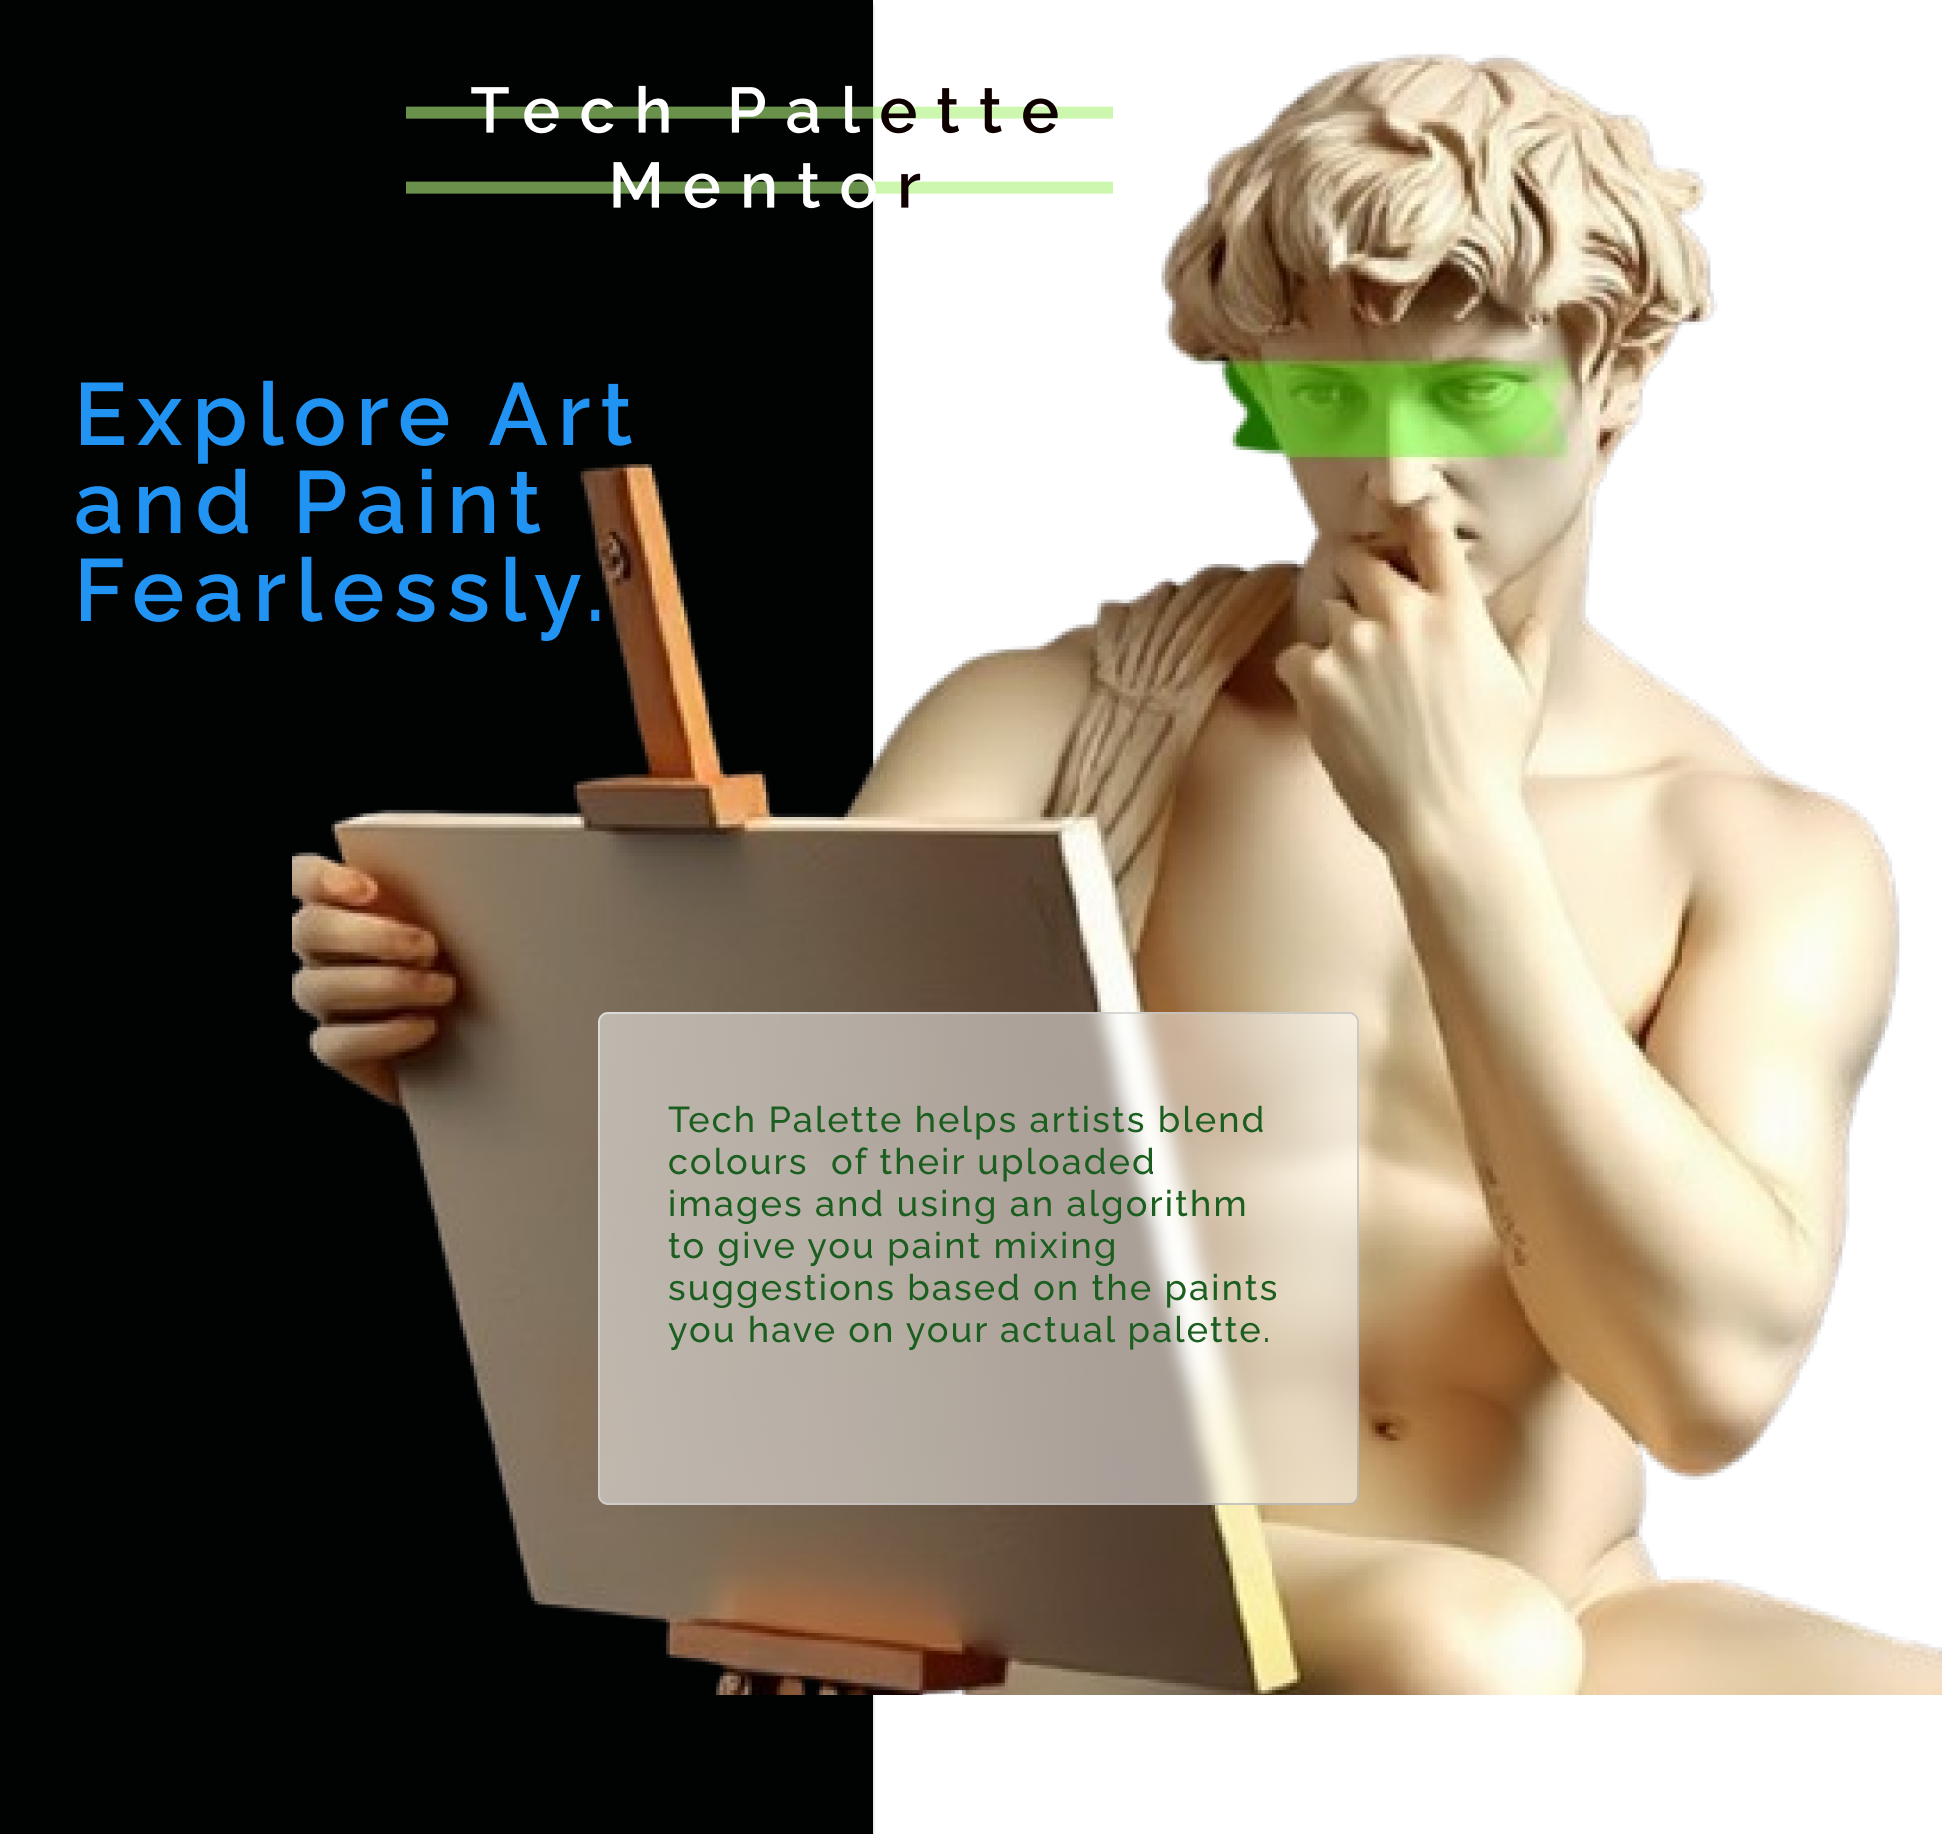 Tech Palette
Mentor
Explore Art
and Paint
Fearlessly.
Tech Palette helps artists blend
colours  of their uploaded
images and using an algorithm
to give you paint mixing
suggestions based on the paints
you have on your actual palette.